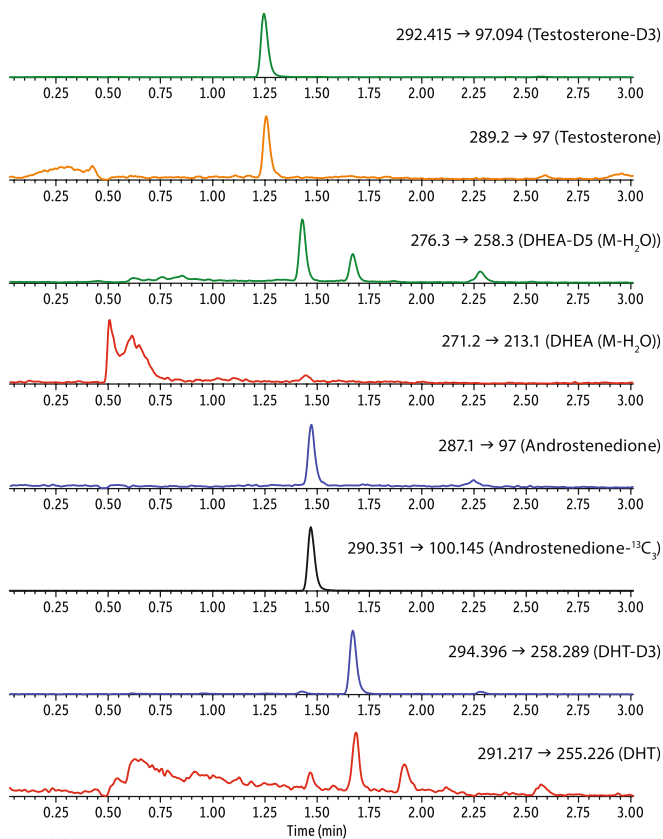 292.415 → 97.094 (Testosterone-D3)
0.25 0.50 0.75 1.00 1.25 1.50 1.75 2.00 2.25 2.50 2.75 3.00
289.2 → 97 (Testosterone)
0.25 0.50 0.75 1.00 1.25 1.50 1.75 2.00 2.25 2.50 2.75 3.00
276.3 → 258.3 (DHEA-D5 (M-H₂O))
0.25 0.50 0.75 1.00 1.25 1.50 1.75 2.00 2.25 2.50 2.75 3.00
271.2 → 213.1 (DHEA (M-H₂O))
0.25 0.50 0.75 1.00 1.25 1.50 1.75 2.00 2.25 2.50 2.75 3.00
287.1 → 97 (Androstenedione)
0.25 0.50 0.75 1.00 1.25 1.50 1.75 2.00 2.25 2.50 2.75 3.00
290.351 → 100.145 (Androstenedione-¹³C₃)
0.25 0.50 0.75 1.00 1.25 1.50 1.75 2.00 2.25 2.50 2.75 3.00
294.396 → 258.289 (DHT-D3)
0.25 0.50 0.75 1.00 1.25 1.50 1.75 2.00 2.25 2.50 2.75 3.00
291.217 → 255.226 (DHT)
0.25 0.50 0.75 1.00 1.25 1.50 1.75 2.00 2.25 2.50 2.75 3.00
Time (min)